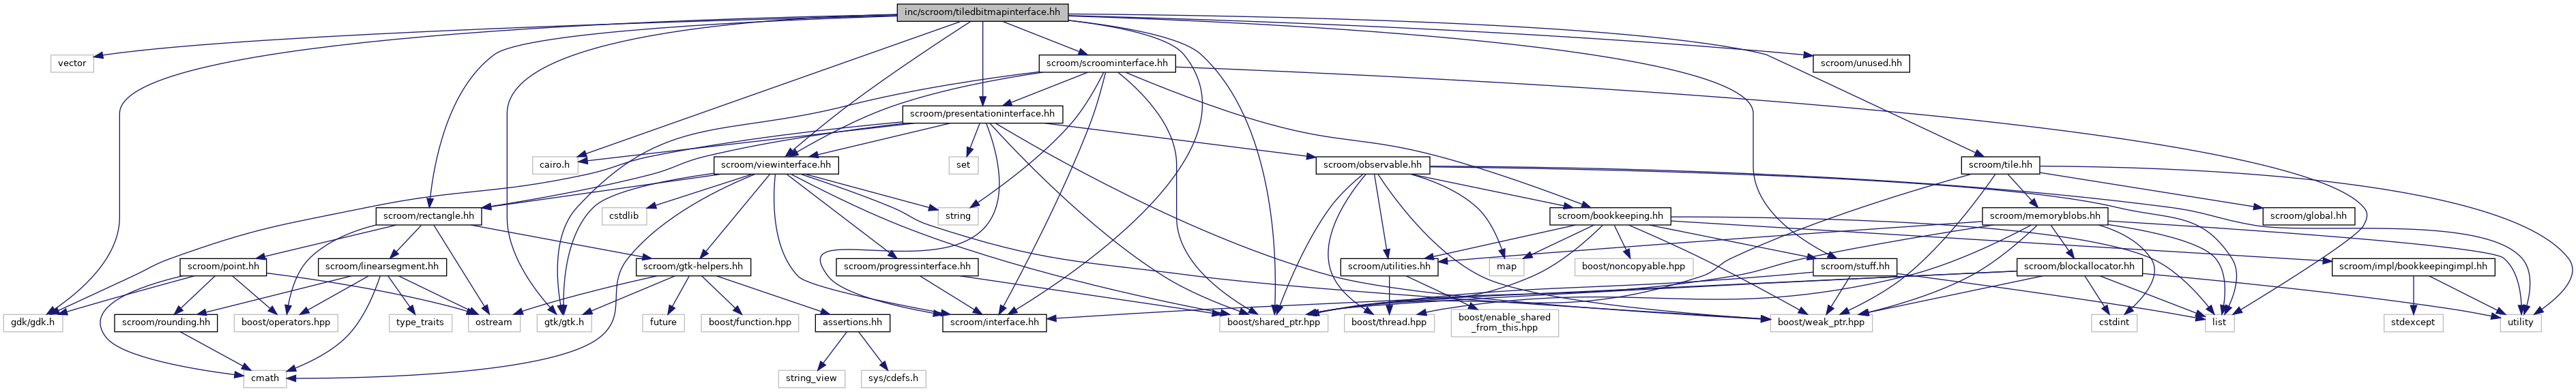 inc/scroom/tiledbitmapinterface.hh
vector
scroom/scroominterface.hh
scroom/unused.hh
scroom/presentationinterface.hh
cairo.h
scroom/viewinterface.hh
set
scroom/observable.hh
scroom/tile.hh
scroom/rectangle.hh
cstdlib
string
scroom/bookkeeping.hh
scroom/memoryblobs.hh
scroom/global.hh
scroom/point.hh
scroom/linearsegment.hh
scroom/gtk-helpers.hh
scroom/progressinterface.hh
scroom/utilities.hh
map
boost/noncopyable.hpp
scroom/stuff.hh
scroom/blockallocator.hh
scroom/impl/bookkeepingimpl.hh
gdk/gdk.h
scroom/rounding.hh
boost/operators.hpp
type_traits
ostream
gtk/gtk.h
future
boost/function.hpp
assertions.hh
scroom/interface.hh
boost/shared_ptr.hpp
boost/thread.hpp
boost/enable_shared
_from_this.hpp
boost/weak_ptr.hpp
cstdint
list
stdexcept
utility
cmath
string_view
sys/cdefs.h